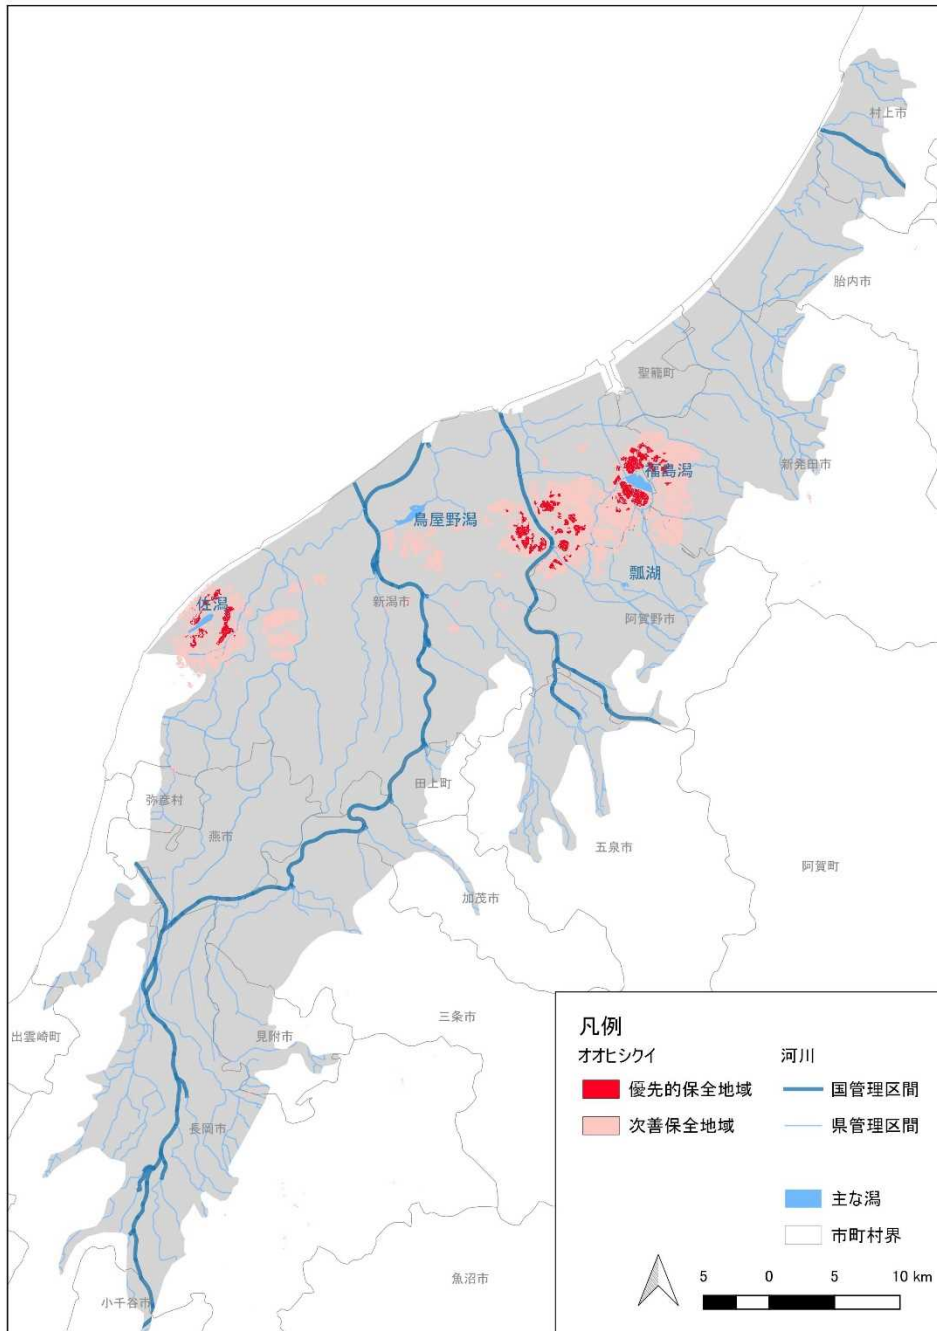 村上市
胎内市
聖籠町
新発田市
福島潟
鳥屋野潟
瓢湖
佐潟
新潟市
阿賀野市
田上町
弥彦村
燕市
五泉市
阿賀町
加茂市
三条市
出雲崎町
見附市
長岡市
魚沼市
小千谷市
凡例
オオヒシクイ 河川
優先的保全地域 国管理区間
次善保全地域 県管理区間
主な潟
市町村界
5 0 5 10 km